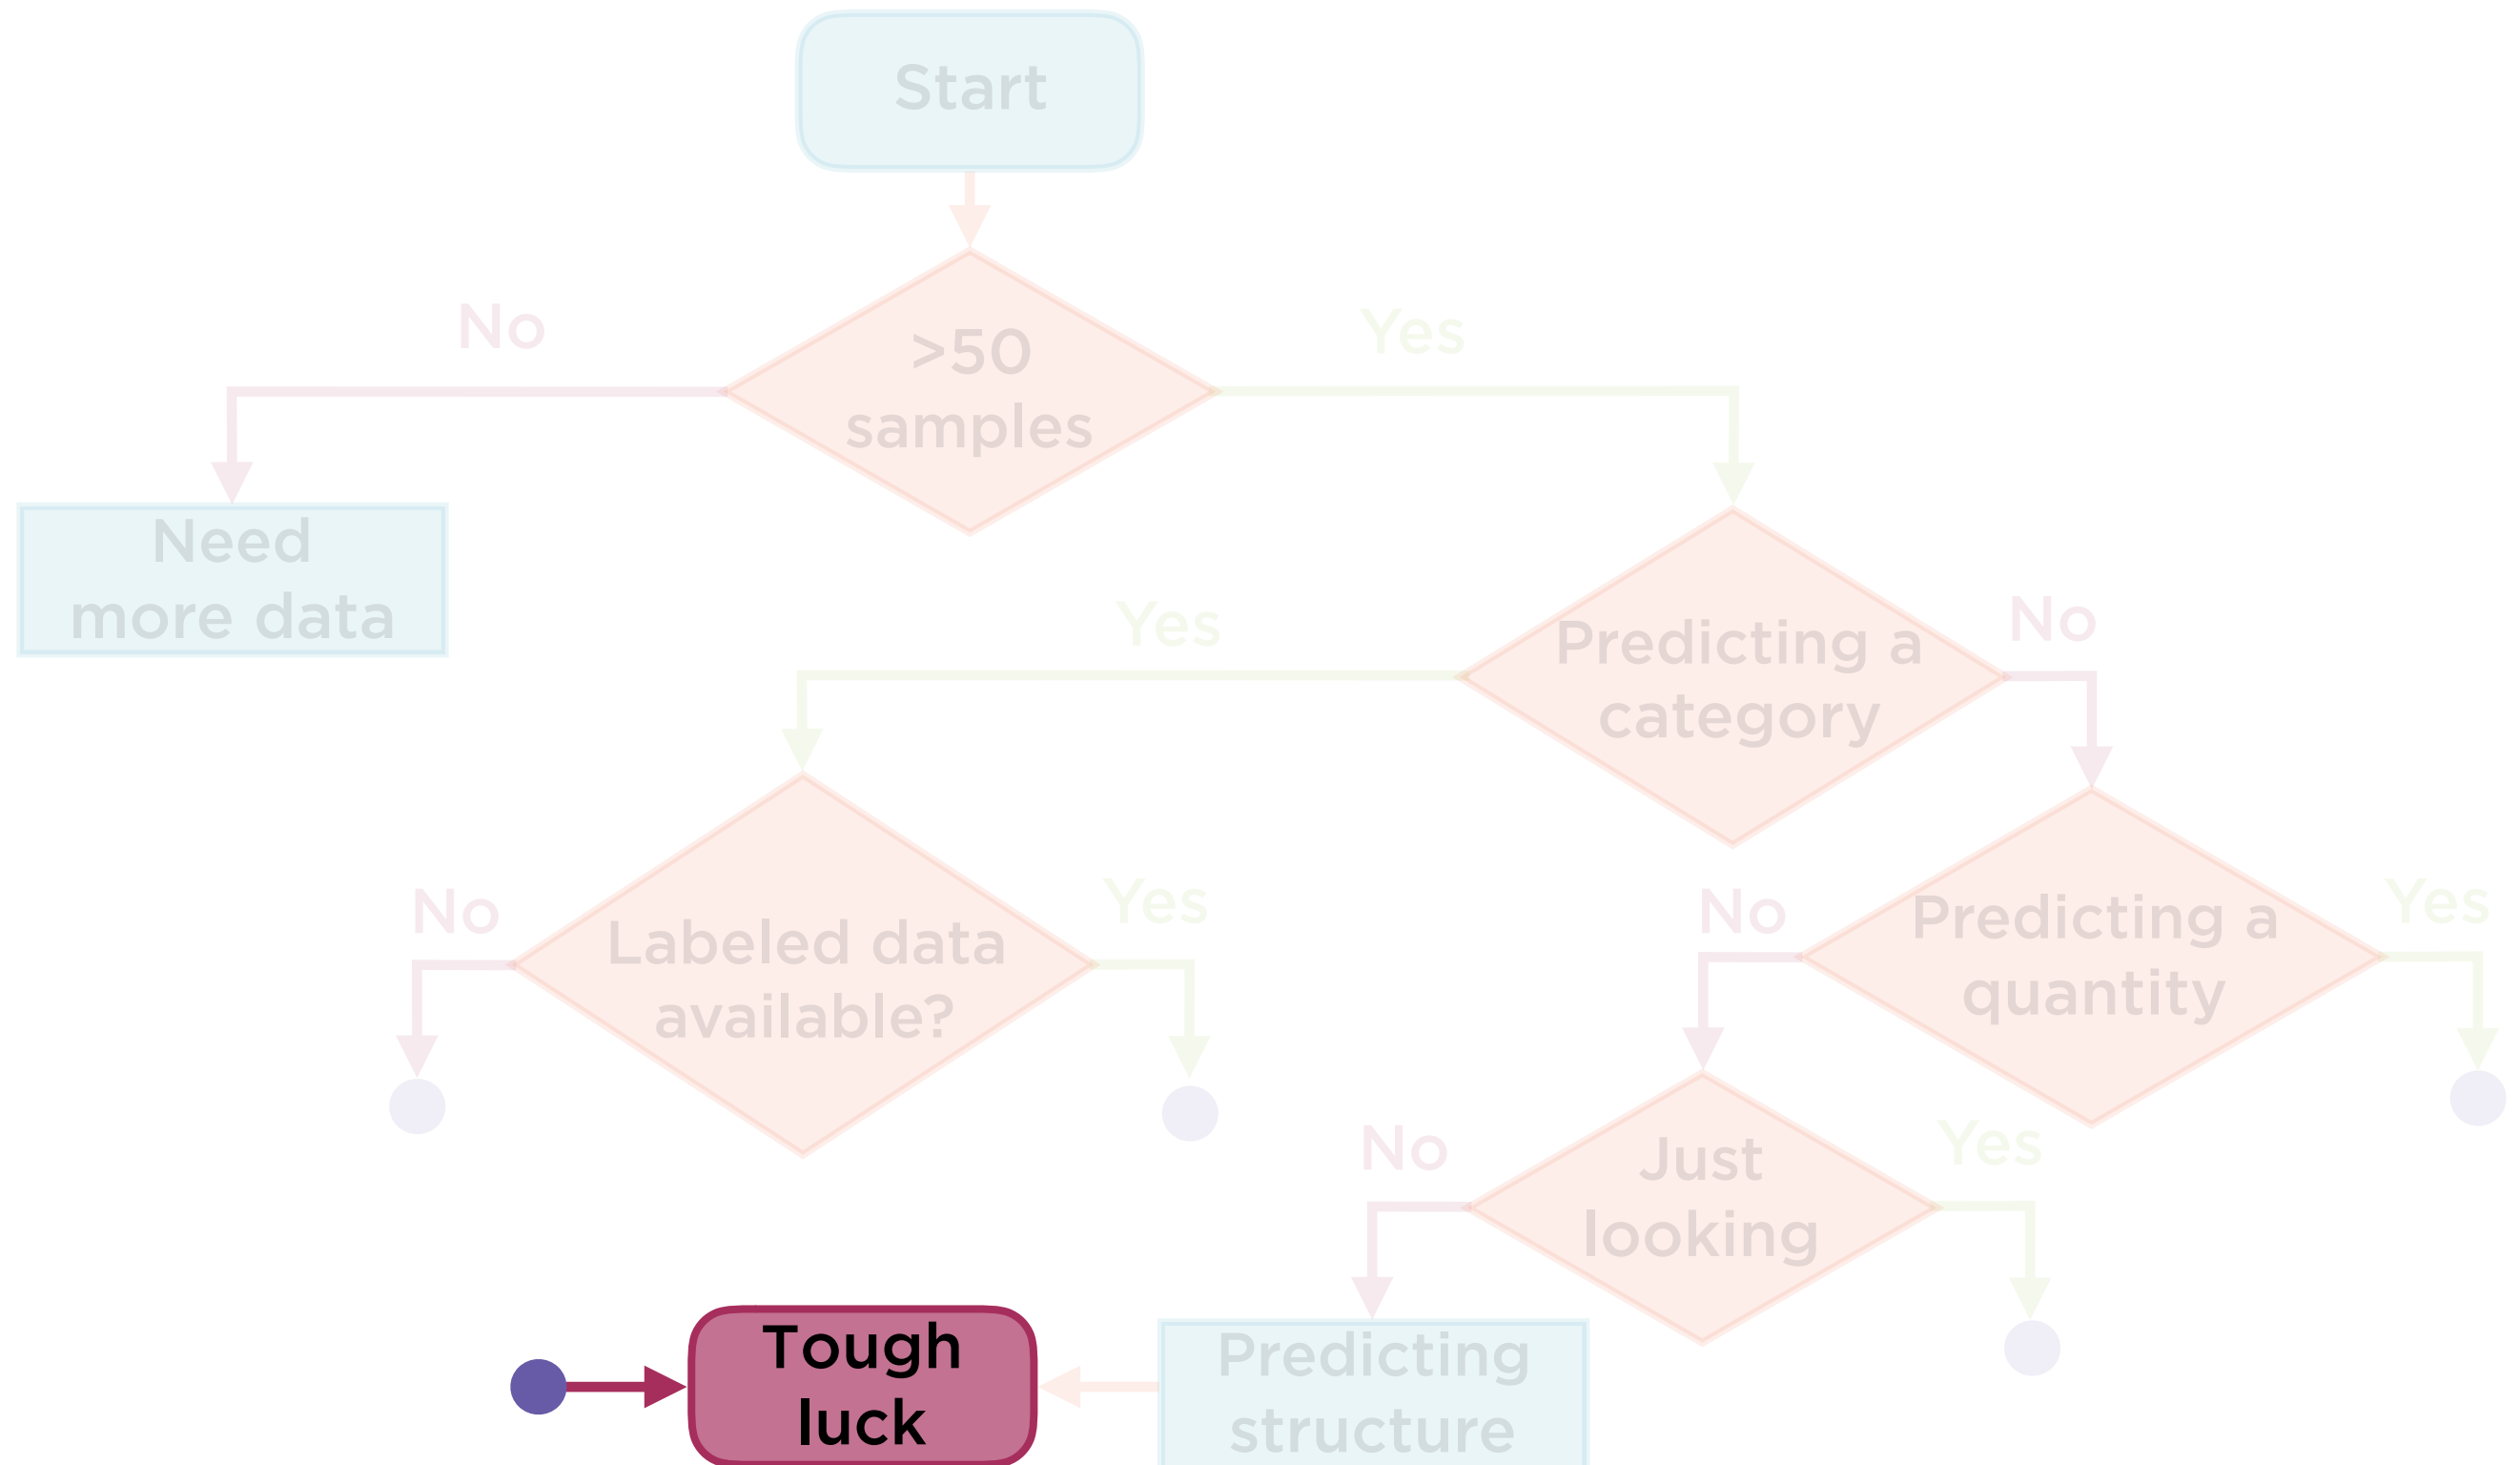 Start
No
>50
samples
Yes
Need
more data
Yes
Predicting a
category
No
No
Labeled data
available?
Yes
No
Predicting a
quantity
Yes
No
Just
looking
Yes
Tough
luck
Predicting
structure